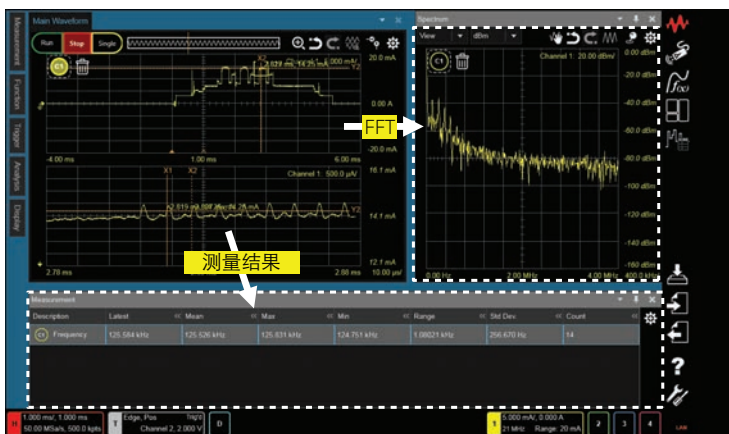 Main Waveform
Spectrum
Measurement
Function
Trigger
Analysis
Display
Run
Stop
Single
View
dBm
C1
X2
Y2
20.0 mA
0.00 A
-20.0 mA
-4.00 ms
1.00 ms
6.00 ms
C1
Channel 1: 20.00 dBm/
0.00 dBm
-40.0 dBm
-60.0 dBm
-80.0 dBm
-100 dBm
-120 dBm
-140 dBm
-160 dBm
0.00 Hz
2.00 MHz
4.00 MHz
400.0 kHz
FFT
f(x)
X1
X2
Channel 1: 500.0 µA/
16.1 mA
Y2
14.1 mA
12.1 mA
2.78 ms
2.88 ms
10.00 µs/
测量结果
Measurement
Description
Latest
Mean
Max
Min
Range
Std Dev.
Count
C1 Frequency
125.584 kHz
125.526 kHz
125.831 kHz
124.751 kHz
1.08021 kHz
256.670 Hz
14
?
H
1.000 ms/, 1.000 ms
50.00 MSa/s, 500.0 kpts
T
Edge, Pos
Trig'd
Channel 2, 2.000 V
D
1
5.000 mA/, 0.000 A
21 MHz
Range: 20 mA
2
3
4
LAN